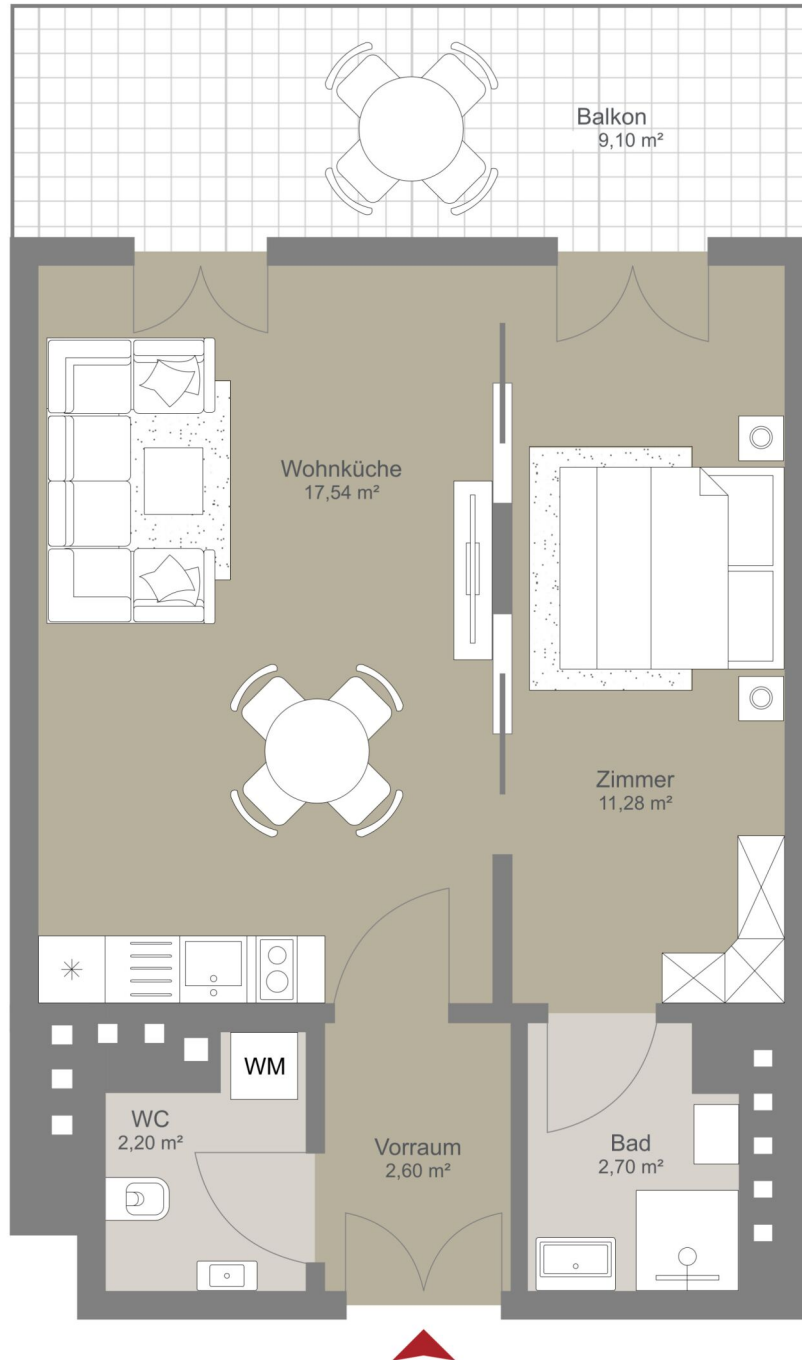 Balkon
9,10 m²
Wohnküche
17,54 m²
Zimmer
11,28 m²
WM
WC
2,20 m²
Vorraum
2,60 m²
Bad
2,70 m²